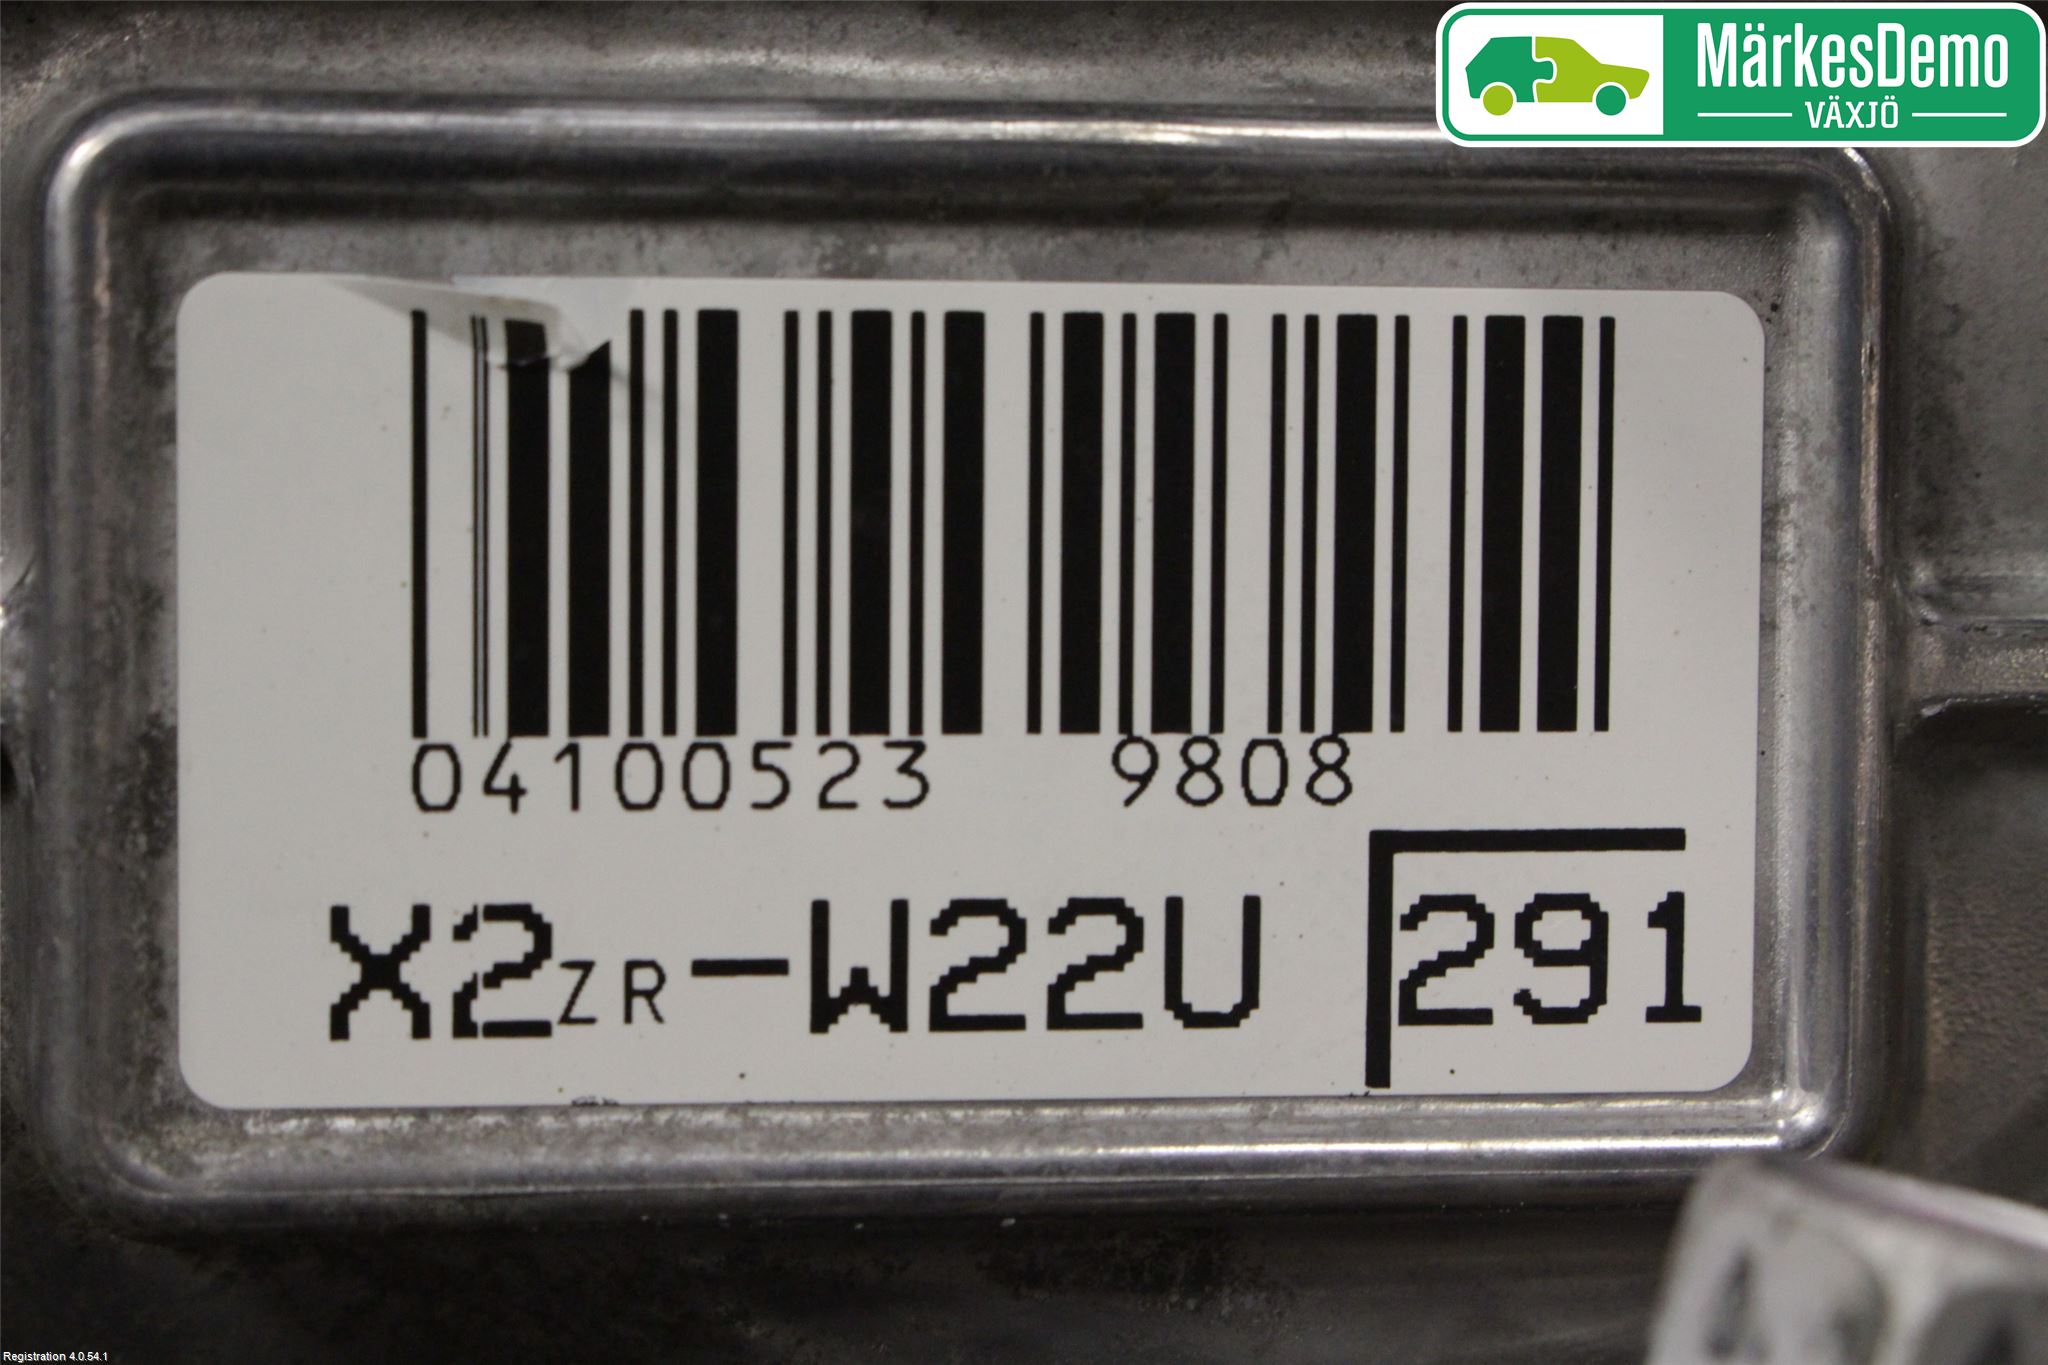 MärkesDemo
VÄXJÖ
04100523 9808
X2ZR-W22U 291
Registration 4.0.54.1